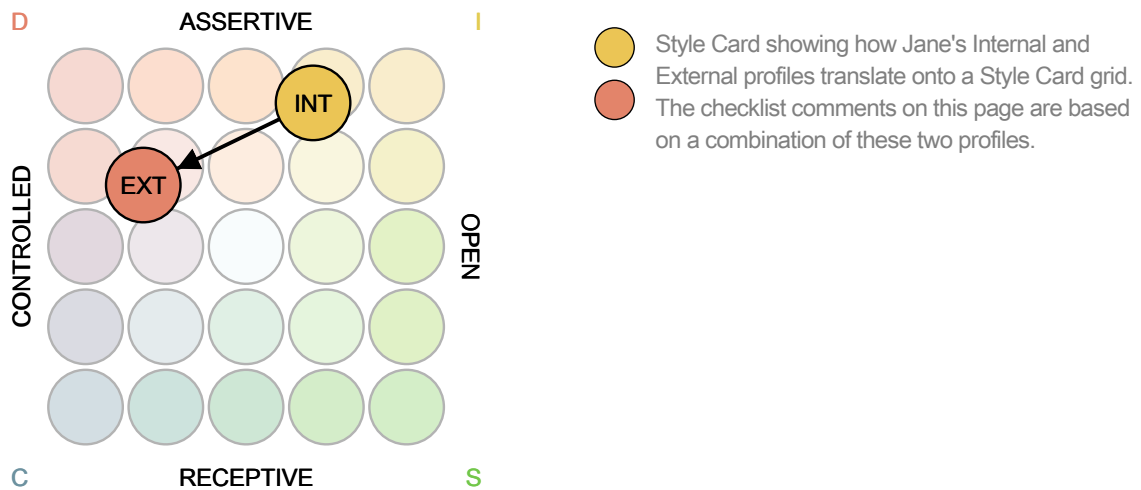 D
ASSERTIVE
I
INT
EXT
CONTROLLED
OPEN
C
RECEPTIVE
S
Style Card showing how Jane's Internal and
External profiles translate onto a Style Card grid.
The checklist comments on this page are based
on a combination of these two profiles.